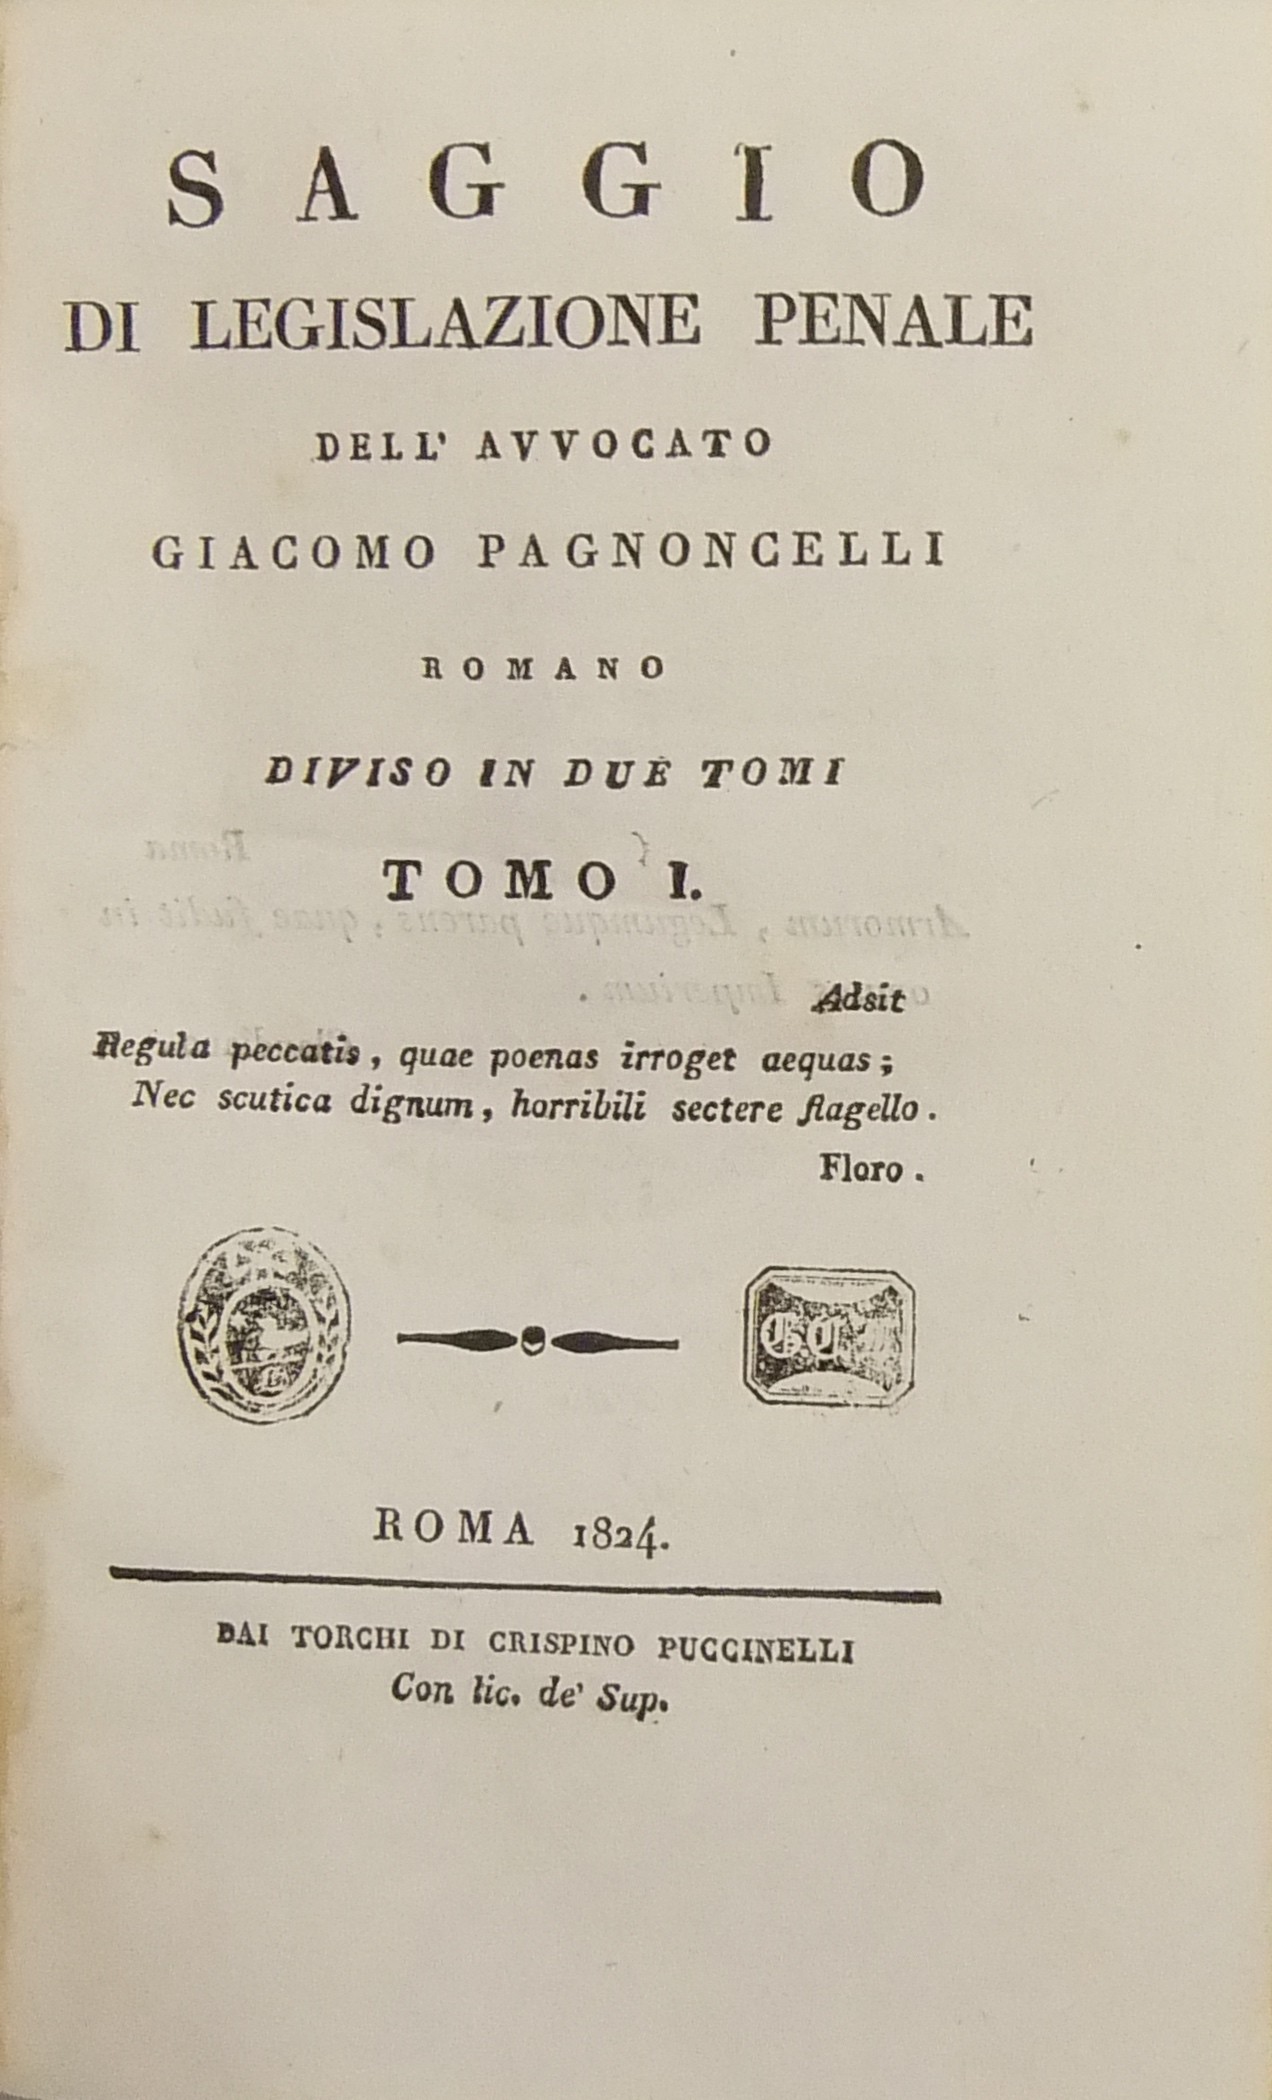 SAGGIO
DI LEGISLAZIONE PENALE
DELL' AVVOCATO
GIACOMO PAGNONCELLI
ROMANO
DIVISO IN DUE TOMI
TOMO I.
Adsit
Regula peccatis, quae poenas irroget aequas;
Nec scutica dignum, horribili sectere flagello.
Floro.
G. C.
ROMA 1824.
DAI TORCHI DI CRISPINO PUCCINELLI
Con lic. de' Sup.